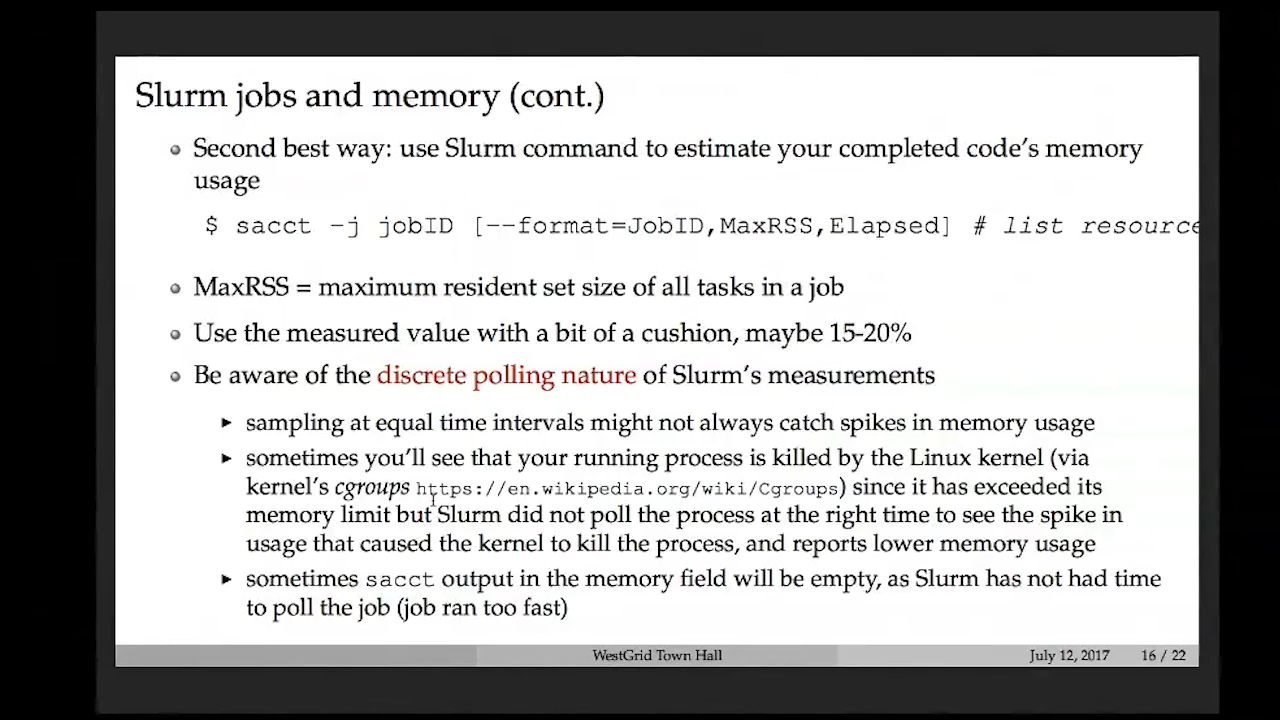 Slurm jobs and memory (cont.)
Second best way: use Slurm command to estimate your completed code's memory
usage
$ sacct -j jobID [--format=JobID,MaxRSS,Elapsed] # list resource
MaxRSS = maximum resident set size of all tasks in a job
Use the measured value with a bit of a cushion, maybe 15-20%
Be aware of the discrete polling nature of Slurm's measurements
sampling at equal time intervals might not always catch spikes in memory usage
sometimes you'll see that your running process is killed by the Linux kernel (via
kernel's cgroups https://en.wikipedia.org/wiki/Cgroups) since it has exceeded its
memory limit but Slurm did not poll the process at the right time to see the spike in
usage that caused the kernel to kill the process, and reports lower memory usage
sometimes sacct output in the memory field will be empty, as Slurm has not had time
to poll the job (job ran too fast)
WestGrid Town Hall July 12, 2017 16 / 22